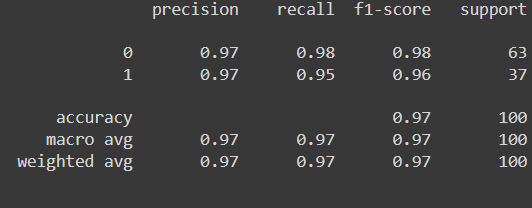 precision recall f1-score support
0 0.97 0.98 0.98 63
1 0.97 0.95 0.96 37
accuracy 0.97 100
macro avg 0.97 0.97 0.97 100
weighted avg 0.97 0.97 0.97 100